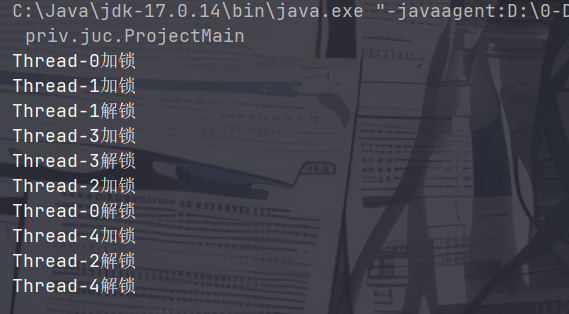 C:\Java\jdk-17.0.14\bin\java.exe "-javaagent:D:\0-D
priv.juc.ProjectMain
Thread-0加锁
Thread-1加锁
Thread-1解锁
Thread-3加锁
Thread-3解锁
Thread-2加锁
Thread-0解锁
Thread-4加锁
Thread-2解锁
Thread-4解锁